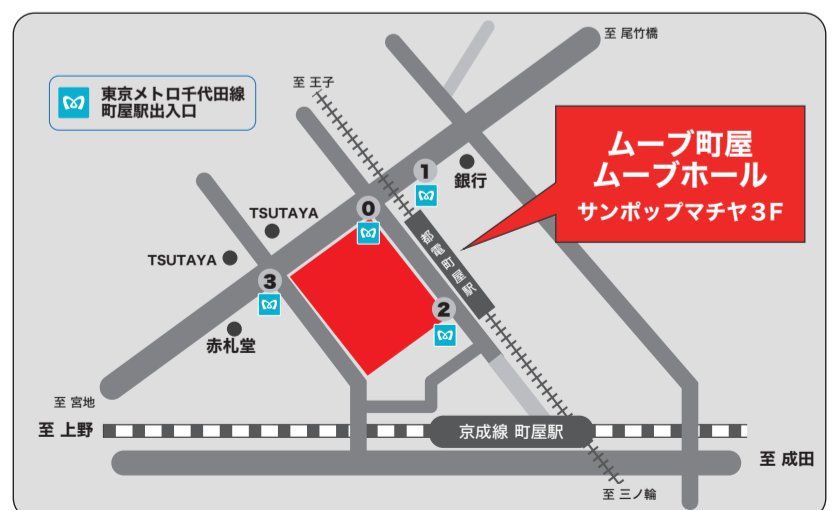 至 尾竹橋
至 王子
東京メトロ千代田線
町屋駅出入口
ムーブ町屋
ムーブホール
サンポップマチヤ3F
1
銀行
0
TSUTAYA
都電町屋駅
TSUTAYA
3
2
赤札堂
至 宮地
至 上野
京成線 町屋駅
至 成田
至 三ノ輪